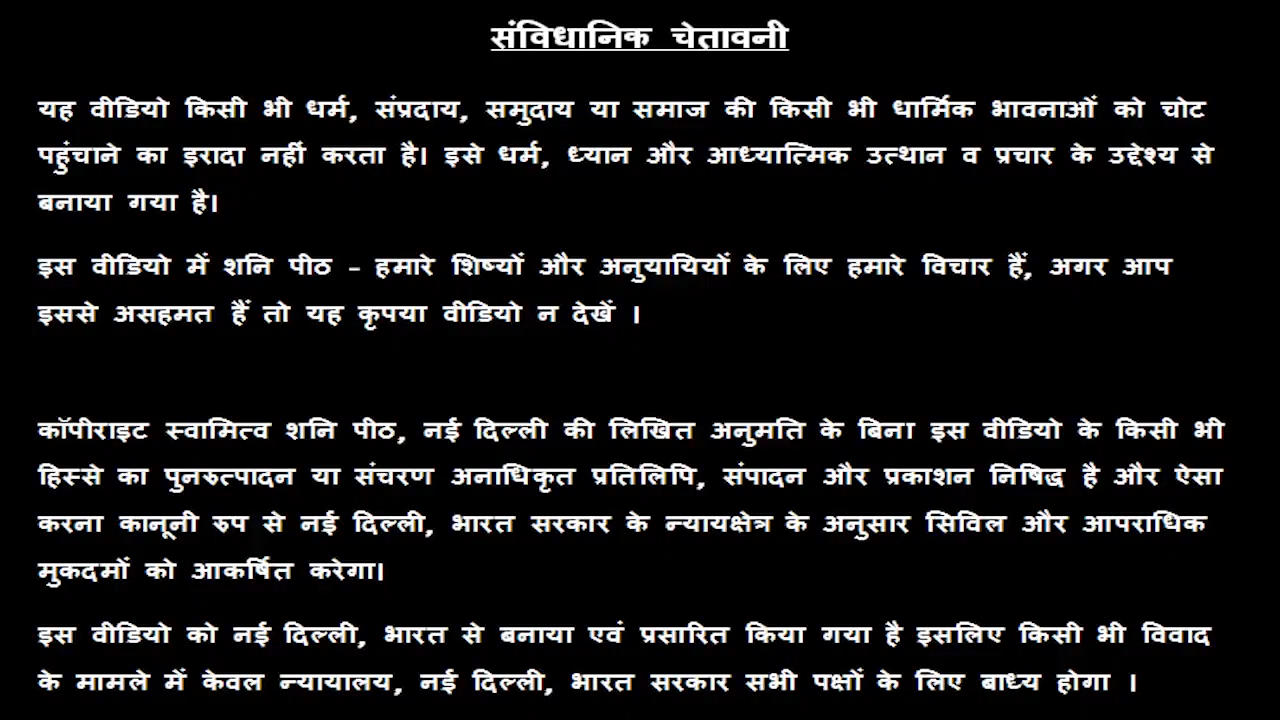 संविधानिक चेतावनी
यह वीडियो किसी भी धर्म, संप्रदाय, समुदाय या समाज की किसी भी धार्मिक भावनाओं को चोट
पहुंचाने का इरादा नहीं करता है। इसे धर्म, ध्यान और आध्यात्मिक उत्थान व प्रचार के उद्देश्य से
बनाया गया है।
इस वीडियो में शनि पीठ – हमारे शिष्यों और अनुयायियों के लिए हमारे विचार हैं, अगर आप
इससे असहमत हैं तो यह कृपया वीडियो न देखें ।
कॉपीराइट स्वामित्व शनि पीठ, नई दिल्ली की लिखित अनुमति के बिना इस वीडियो के किसी भी
हिस्से का पुनरुत्पादन या संचरण अनाधिकृत प्रतिलिपि, संपादन और प्रकाशन निषिद्ध है और ऐसा
करना कानूनी रुप से नई दिल्ली, भारत सरकार के न्यायक्षेत्र के अनुसार सिविल और आपराधिक
मुकदमों को आकर्षित करेगा।
इस वीडियो को नई दिल्ली, भारत से बनाया एवं प्रसारित किया गया है इसलिए किसी भी विवाद
के मामले में केवल न्यायालय, नई दिल्ली, भारत सरकार सभी पक्षों के लिए बाध्य होगा ।